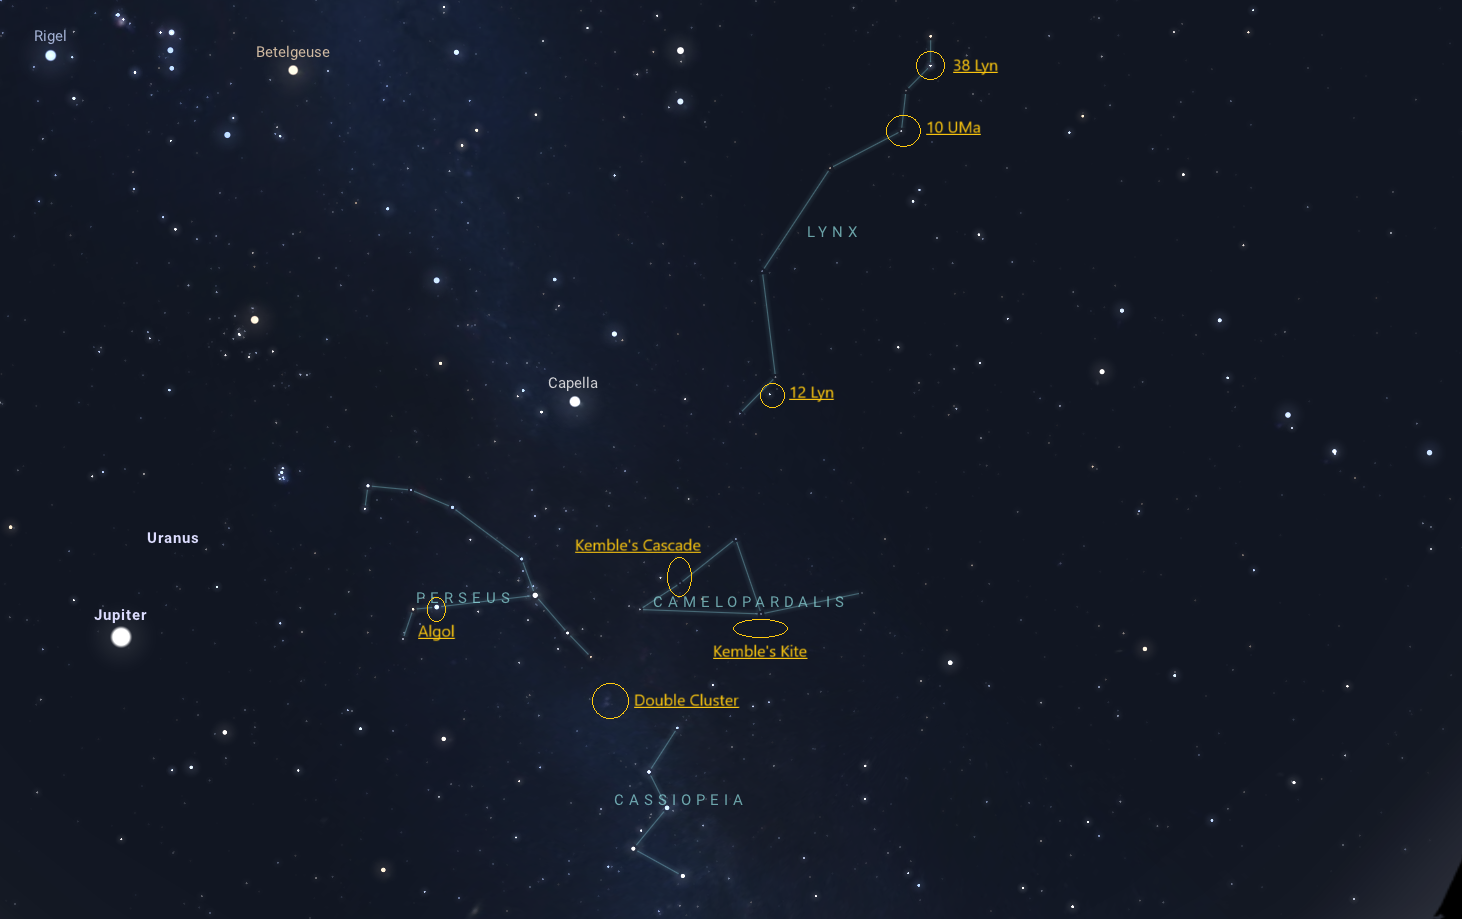 Rigel
Betelgeuse
38 Lyn
10 UMa
LYNX
Capella
12 Lyn
Uranus
Kemble's Cascade
PERSEUS
CAMELOPARDALIS
Jupiter
Algol
Kemble's Kite
Double Cluster
CASSIOPEIA